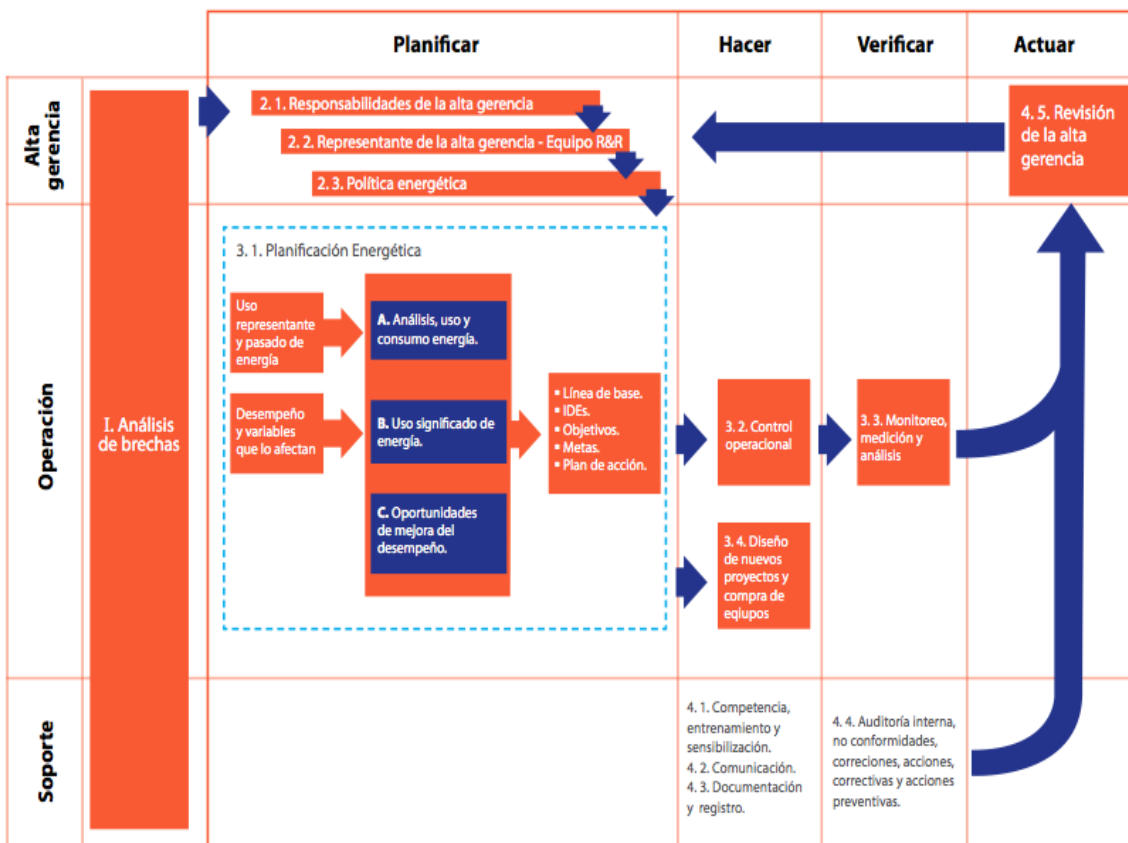 Planificar
Hacer
Verificar
Actuar
Alta
gerencia
2. 1. Responsabilidades de la alta gerencia
2. 2. Representante de la alta gerencia - Equipo R&R
2. 3. Política energética
4. 5. Revisión
de la alta
gerencia
Operación
I. Análisis
de brechas
3. 1. Planificación Energética
Uso
representante
y pasado de
energía
Desempeño
y variables
que lo afectan
A. Análisis, uso y
consumo energía.
B. Uso significado de
energía.
C. Oportunidades
de mejora del
desempeño.
▪ Línea de base.
▪ IDEs.
▪ Objetivos.
▪ Metas.
▪ Plan de acción.
3. 2. Control
operacional
3. 3. Monitoreo,
medición y
análisis
3. 4. Diseño
de nuevos
proyectos y
compra de
eqiupos
Soporte
4. 1. Competencia,
entrenamiento y
sensibilización.
4. 2. Comunicación.
4. 3. Documentación
y registro.
4. 4. Auditoría interna,
no conformidades,
correciones, acciones,
correctivas y acciones
preventivas.